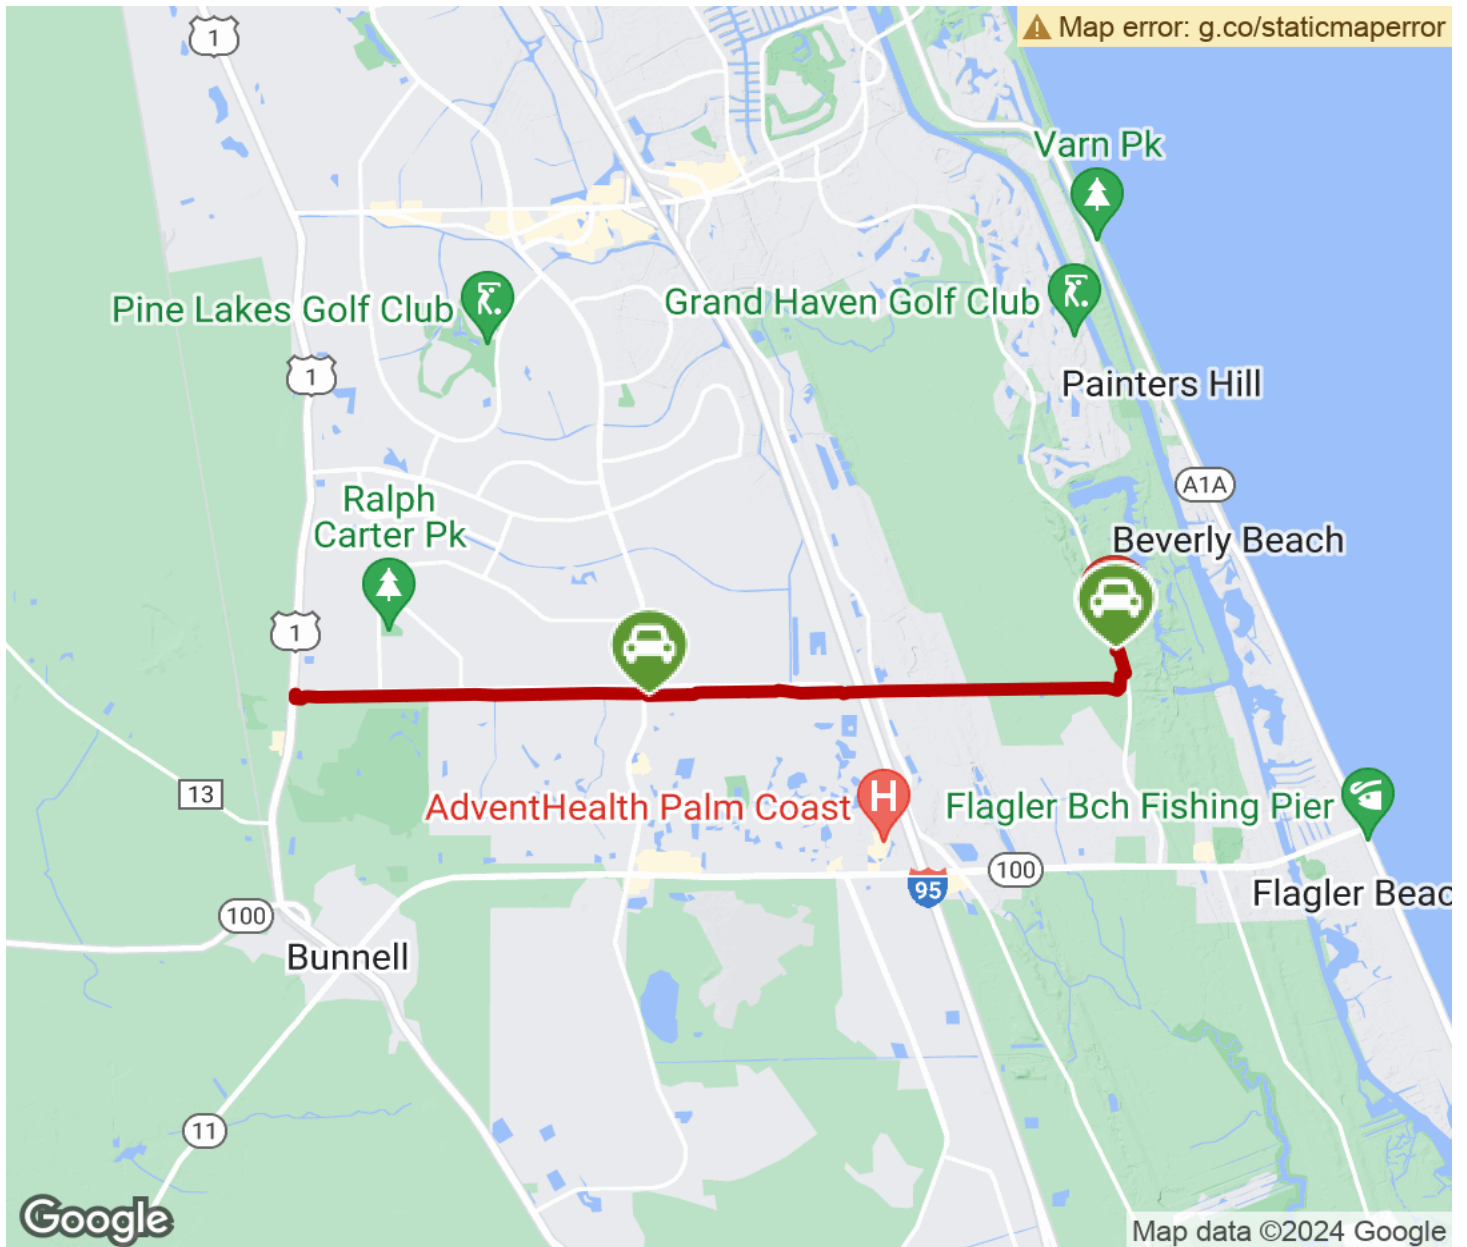 1
Map error: g.co/staticmaperror
Varn Pk
Pine Lakes Golf Club
Grand Haven Golf Club
1
Painters Hill
A1A
Ralph
Carter Pk
Beverly Beach
1
13
AdventHealth Palm Coast
H
Flagler Bch Fishing Pier
100
95
Flagler Beac
100
Bunnell
11
Google
Map data ©2024 Google